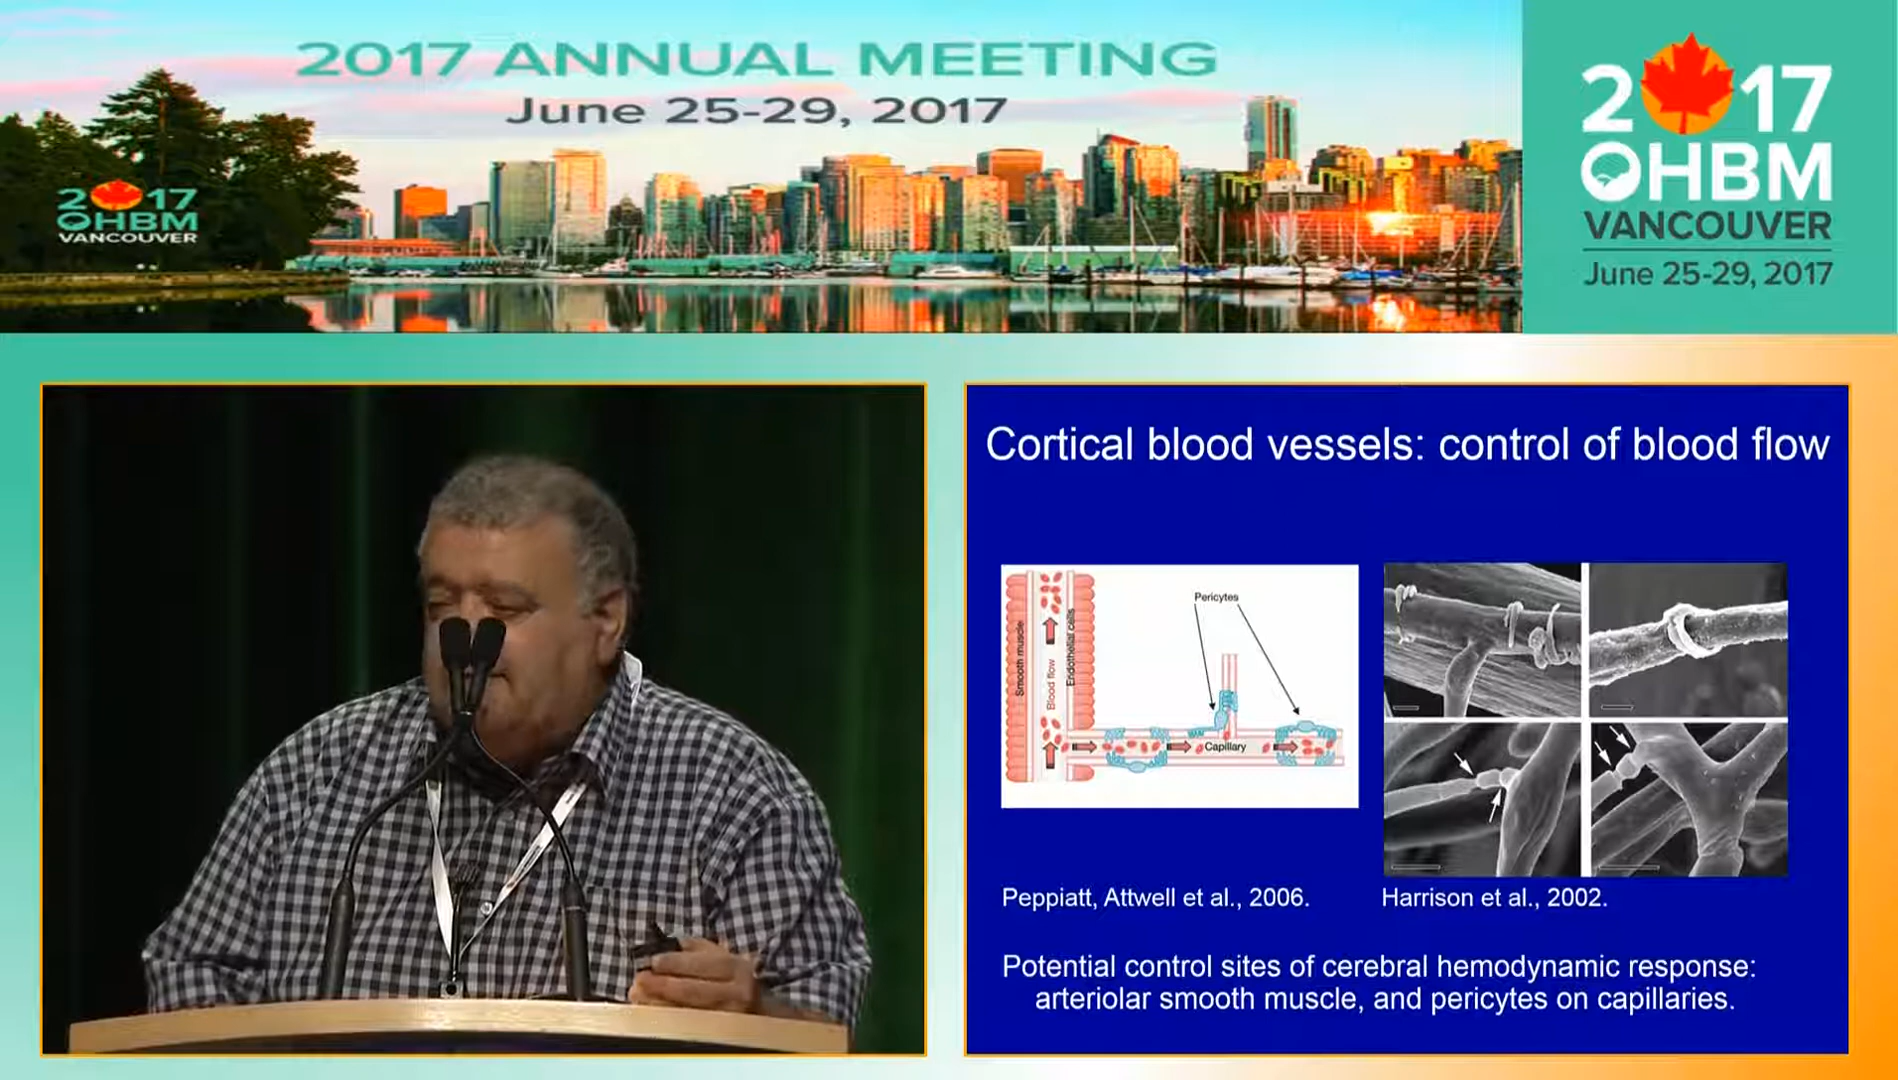 2017 ANNUAL MEETING
June 25-29, 2017
2017
OHBM
VANCOUVER
2017
OHBM
VANCOUVER
June 25-29, 2017
Cortical blood vessels: control of blood flow
Smooth muscle
Blood flow
Endothelial cells
Pericytes
Capillary
Peppiatt, Attwell et al., 2006.
Harrison et al., 2002.
Potential control sites of cerebral hemodynamic response:
arteriolar smooth muscle, and pericytes on capillaries.